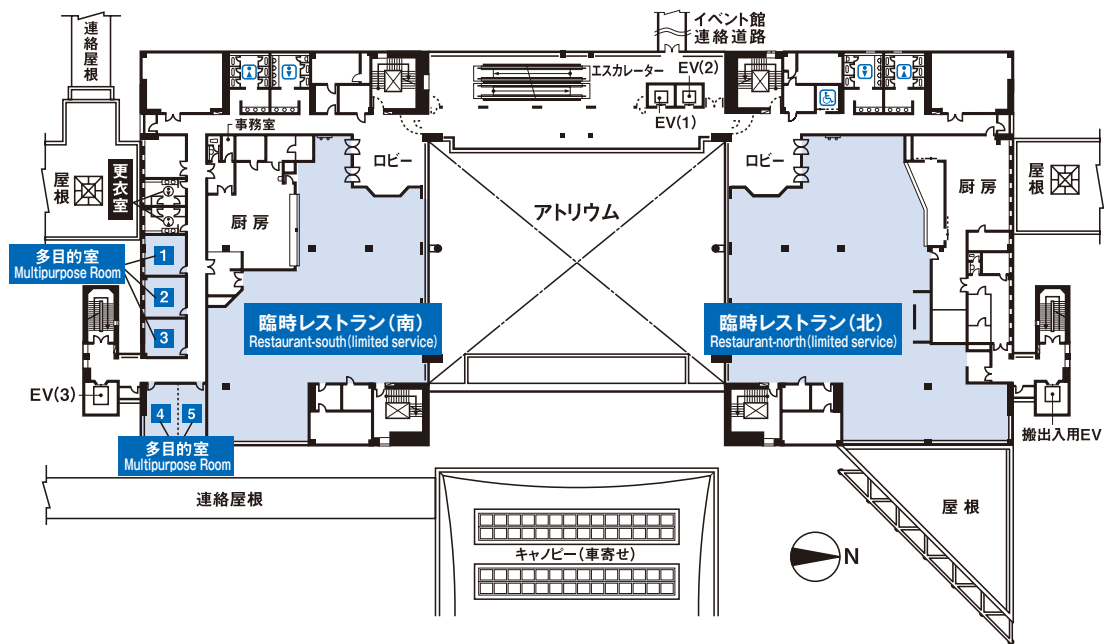 イベント館
連絡道路
連絡屋根
エスカレーター
EV(2)
EV(1)
事務室
ロビー
ロビー
屋根
更衣室
厨房
アトリウム
厨房
屋根
多目的室
Multipurpose Room
1
2
3
臨時レストラン(南)
Restaurant-south(limited service)
臨時レストラン(北)
Restaurant-north(limited service)
EV(3)
4
5
多目的室
Multipurpose Room
搬出入用EV
連絡屋根
屋根
キャノピー(車寄せ)
N